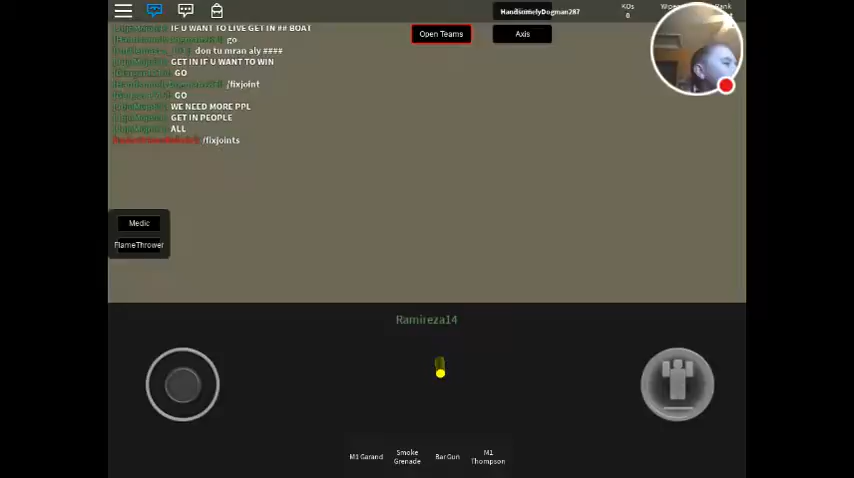 HandsomelyDogman287
KOs
0
Open Teams
Axis
IF U WANT TO LIVE GET IN ## BOAT
go
don tu mran aly ####
GET IN IF U WANT TO WIN
GO
/fixjoint
GO
WE NEED MORE PPL
GET IN PEOPLE
ALL
/fixjoints
Medic
FlameThrower
Ramireza14
M1 Garand
Smoke Grenade
Bar Gun
M1 Thompson